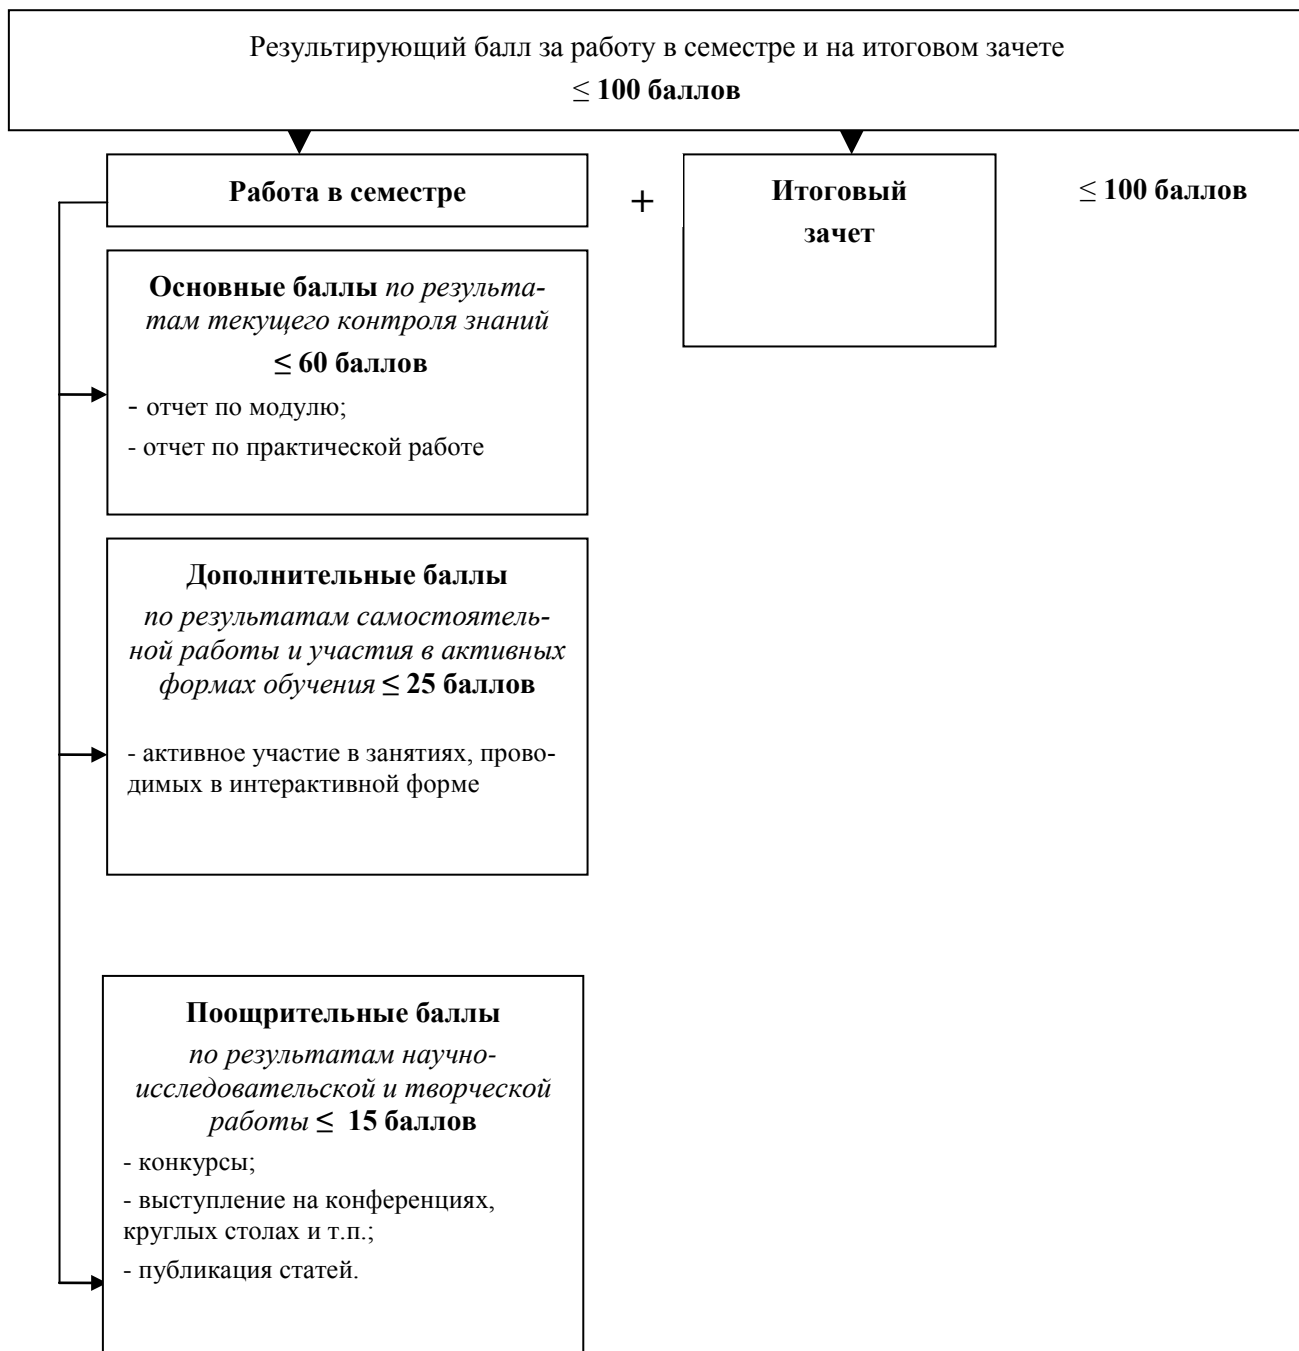 Результирующий балл за работу в семестре и на итоговом зачете
≤ 100 баллов
Работа в семестре
+
Итоговый
зачет
≤ 100 баллов
Основные баллы по результа-
там текущего контроля знаний
≤ 60 баллов
- отчет по модулю;
- отчет по практической работе
Дополнительные баллы
по результатам самостоятель-
ной работы и участия в активных
формах обучения ≤ 25 баллов
- активное участие в занятиях, прово-
димых в интерактивной форме
Поощрительные баллы
по результатам научно-
исследовательской и творческой
работы ≤ 15 баллов
- конкурсы;
- выступление на конференциях,
круглых столах и т.п.;
- публикация статей.